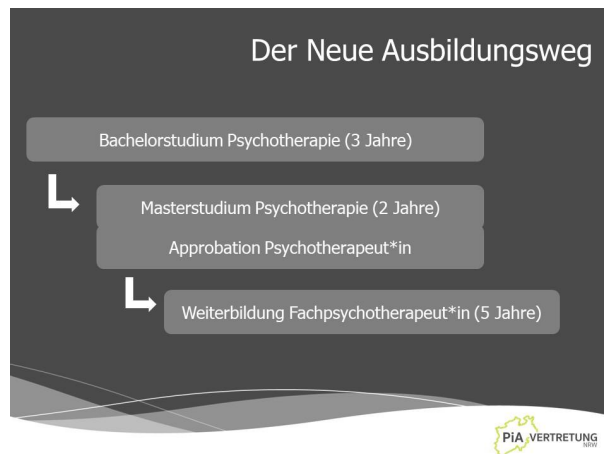 Der Neue Ausbildungsweg
Bachelorstudium Psychotherapie (3 Jahre)
Masterstudium Psychotherapie (2 Jahre)
Approbation Psychotherapeut*in
Weiterbildung Fachpsychotherapeut*in (5 Jahre)
PiA VERTRETUNG
NRW